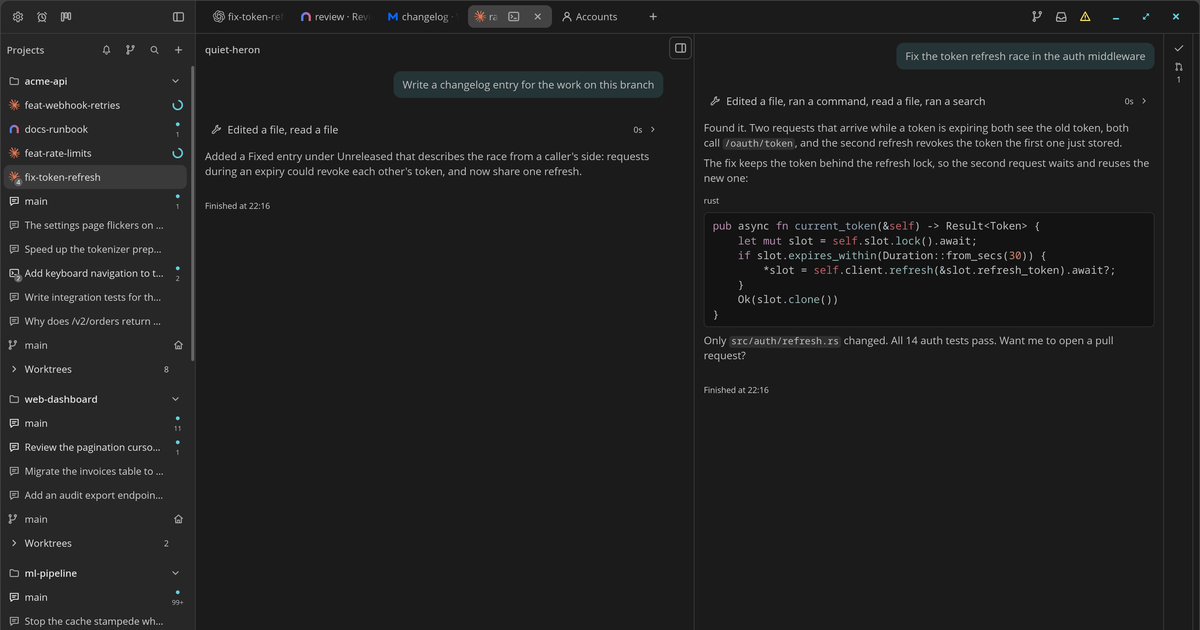 fix-token-ref
review · Rev
changelog ·
ra
Accounts
Projects
acme-api
feat-webhook-retries
docs-runbook
1
feat-rate-limits
4
fix-token-refresh
main
1
The settings page flickers on ...
Speed up the tokenizer prep...
2
Add keyboard navigation to t...
2
Write integration tests for th...
Why does /v2/orders return ...
main
Worktrees
8
web-dashboard
main
11
Review the pagination curso...
1
Migrate the invoices table to ...
Add an audit export endpoin...
main
Worktrees
2
ml-pipeline
main
99+
Stop the cache stampede wh...
quiet-heron
Write a changelog entry for the work on this branch
Edited a file, read a file
0s
Added a Fixed entry under Unreleased that describes the race from a caller's side: requests
during an expiry could revoke each other's token, and now share one refresh.
Finished at 22:16
Fix the token refresh race in the auth middleware
Edited a file, ran a command, read a file, ran a search
0s
Found it. Two requests that arrive while a token is expiring both see the old token, both
call /oauth/token, and the second refresh revokes the token the first one just stored.
The fix keeps the token behind the refresh lock, so the second request waits and reuses the
new one:
rust
pub async fn current_token(&self) -> Result<Token> {
let mut slot = self.slot.lock().await;
if slot.expires_within(Duration::from_secs(30)) {
*slot = self.client.refresh(&slot.refresh_token).await?;
}
Ok(slot.clone())
}
Only src/auth/refresh.rs changed. All 14 auth tests pass. Want me to open a pull
request?
Finished at 22:16
1